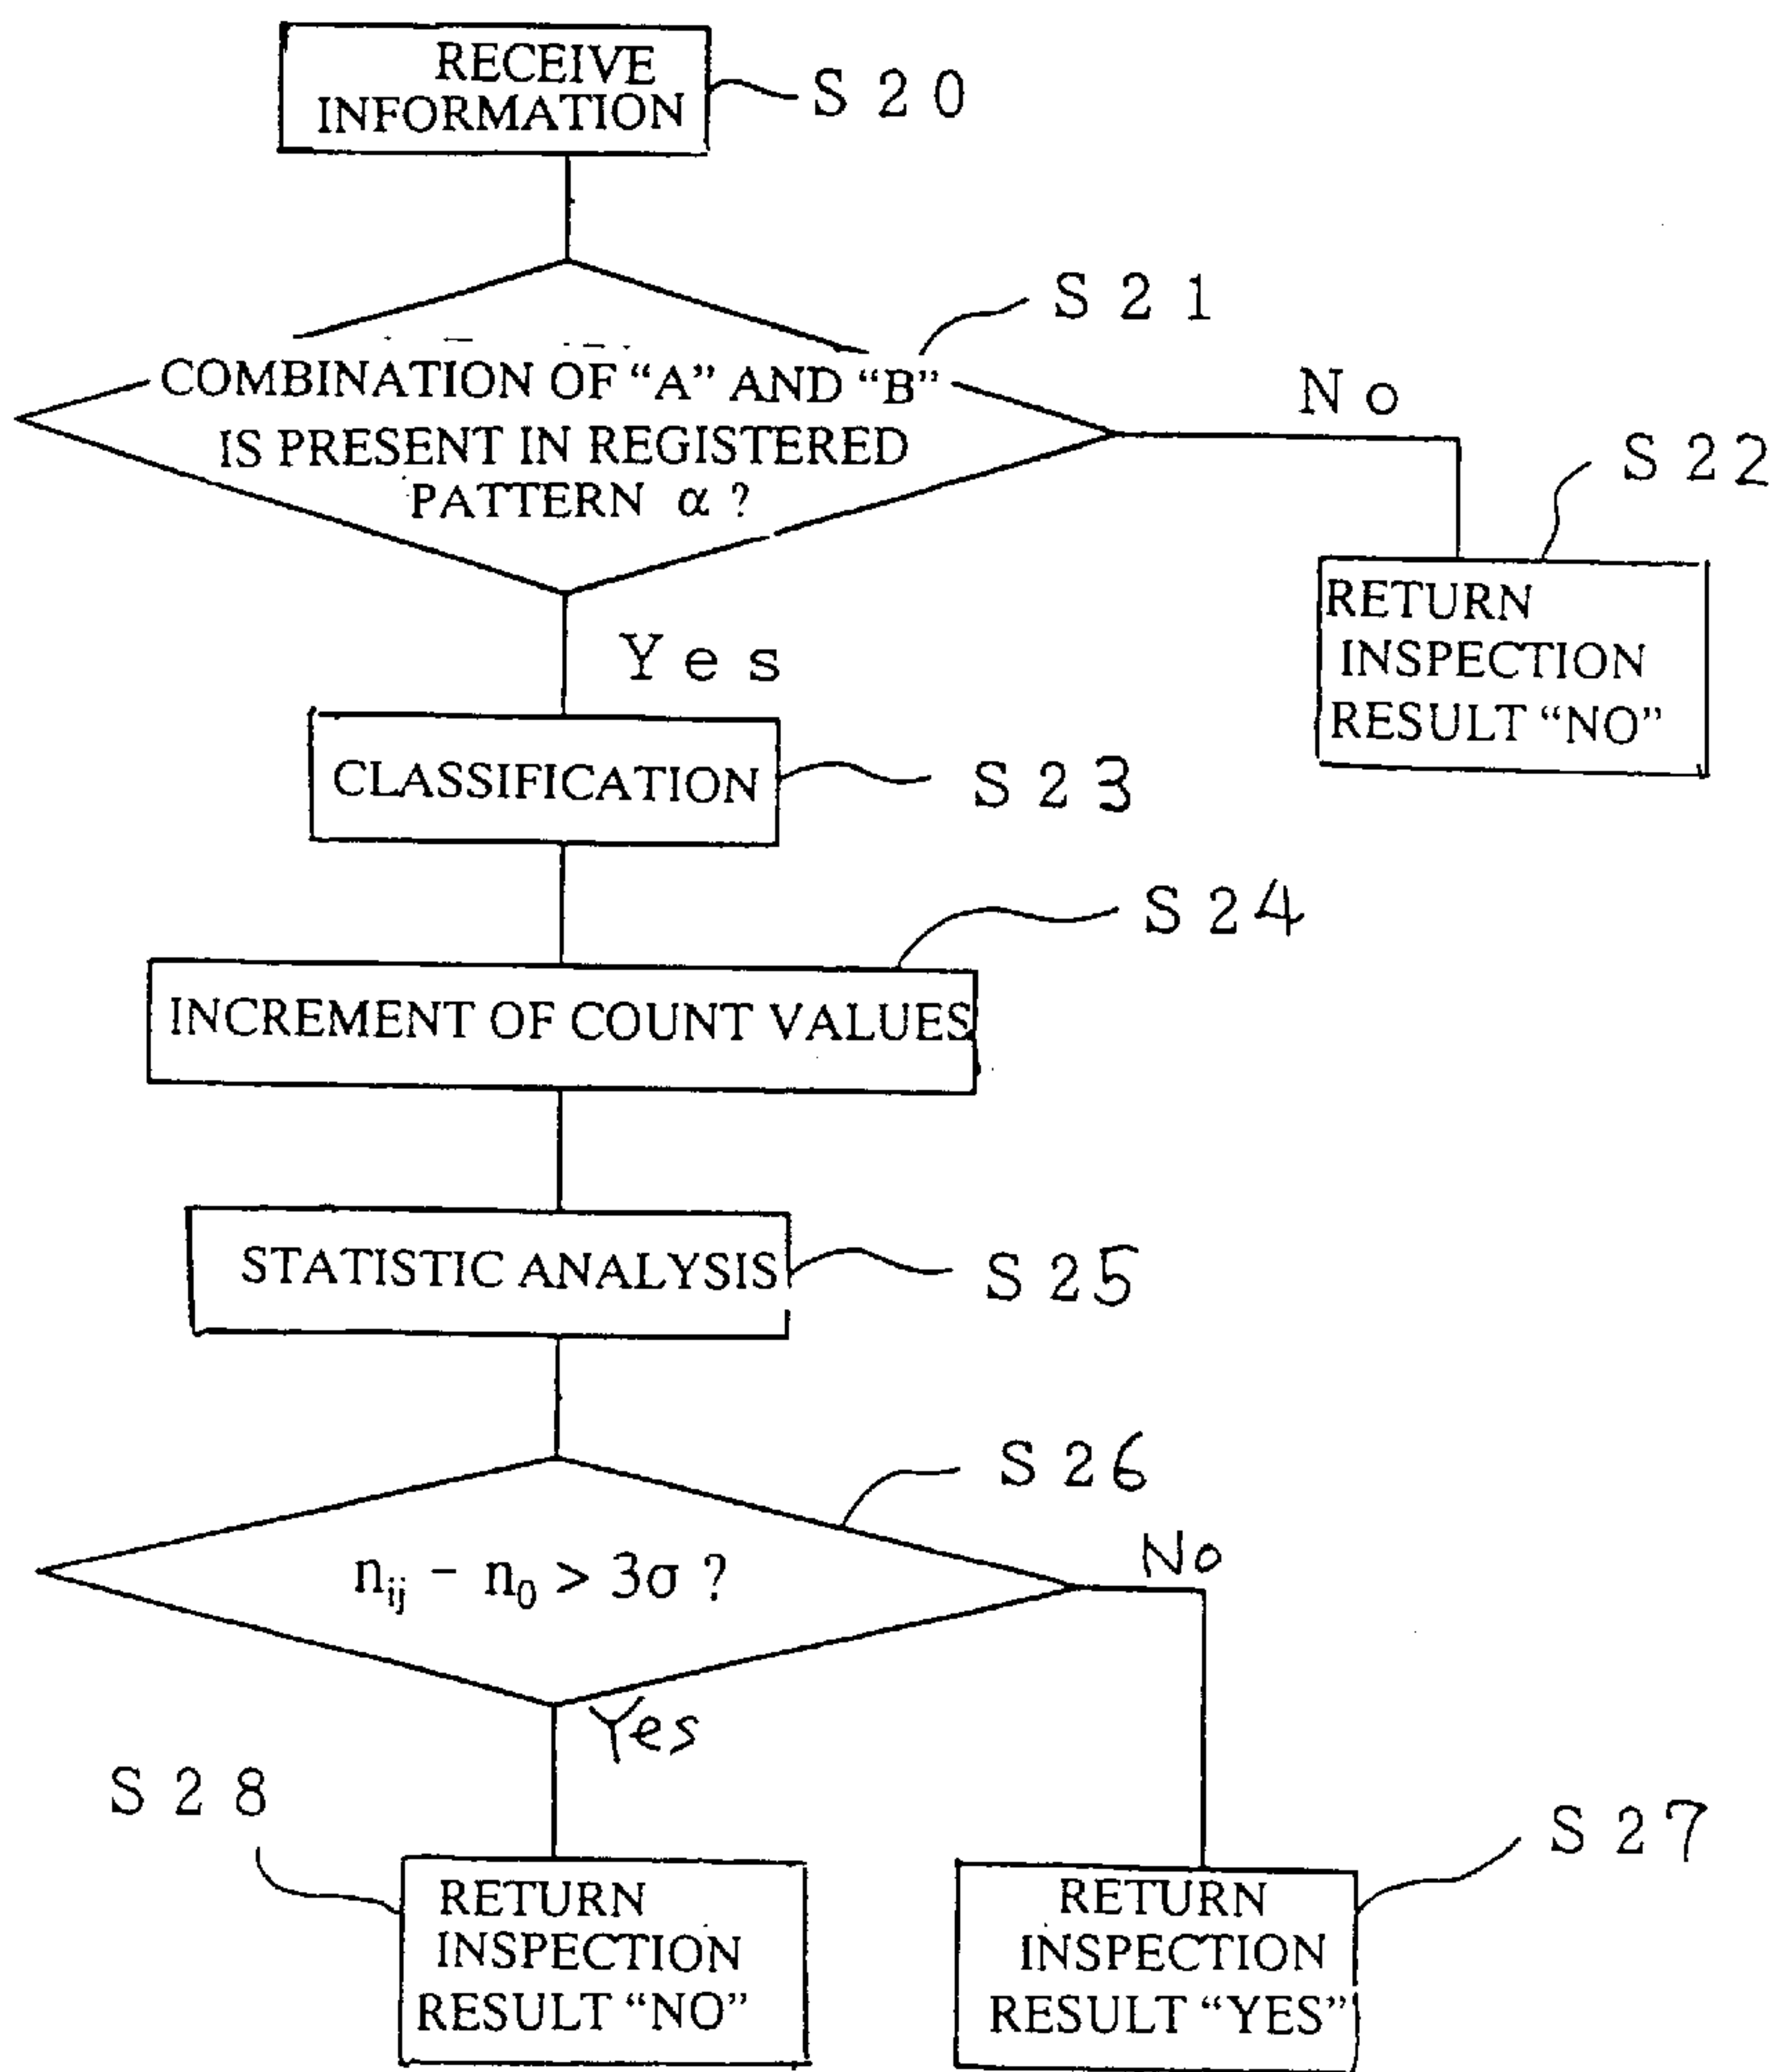 RECEIVE
INFORMATION
S 2 0
S 2 1
COMBINATION OF “A” AND “B”
IS PRESENT IN REGISTERED
PATTERN α ?
N o
S 2 2
RETURN
INSPECTION
RESULT “NO”
Y e s
CLASSIFICATION
S 2 3
S 2 4
INCREMENT OF COUNT VALUES
STATISTIC ANALYSIS
S 2 5
S 2 6
n_ij − n_0 > 3σ ?
No
Yes
S 2 8
S 2 7
RETURN
INSPECTION
RESULT “NO”
RETURN
INSPECTION
RESULT “YES”